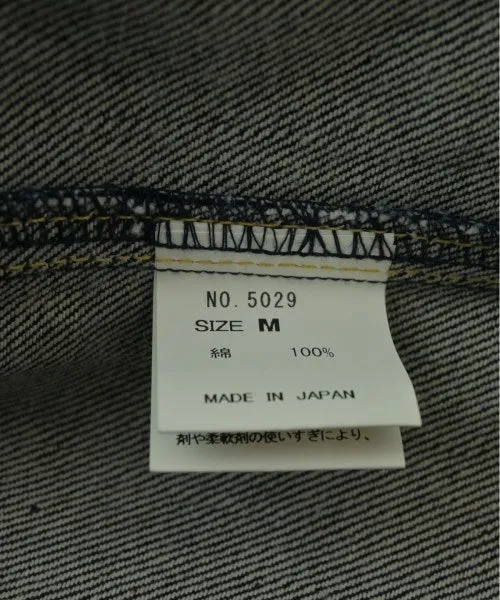 NO. 5029
SIZE M
綿 100%
MADE IN JAPAN
剤や柔軟剤の使いすぎにより、